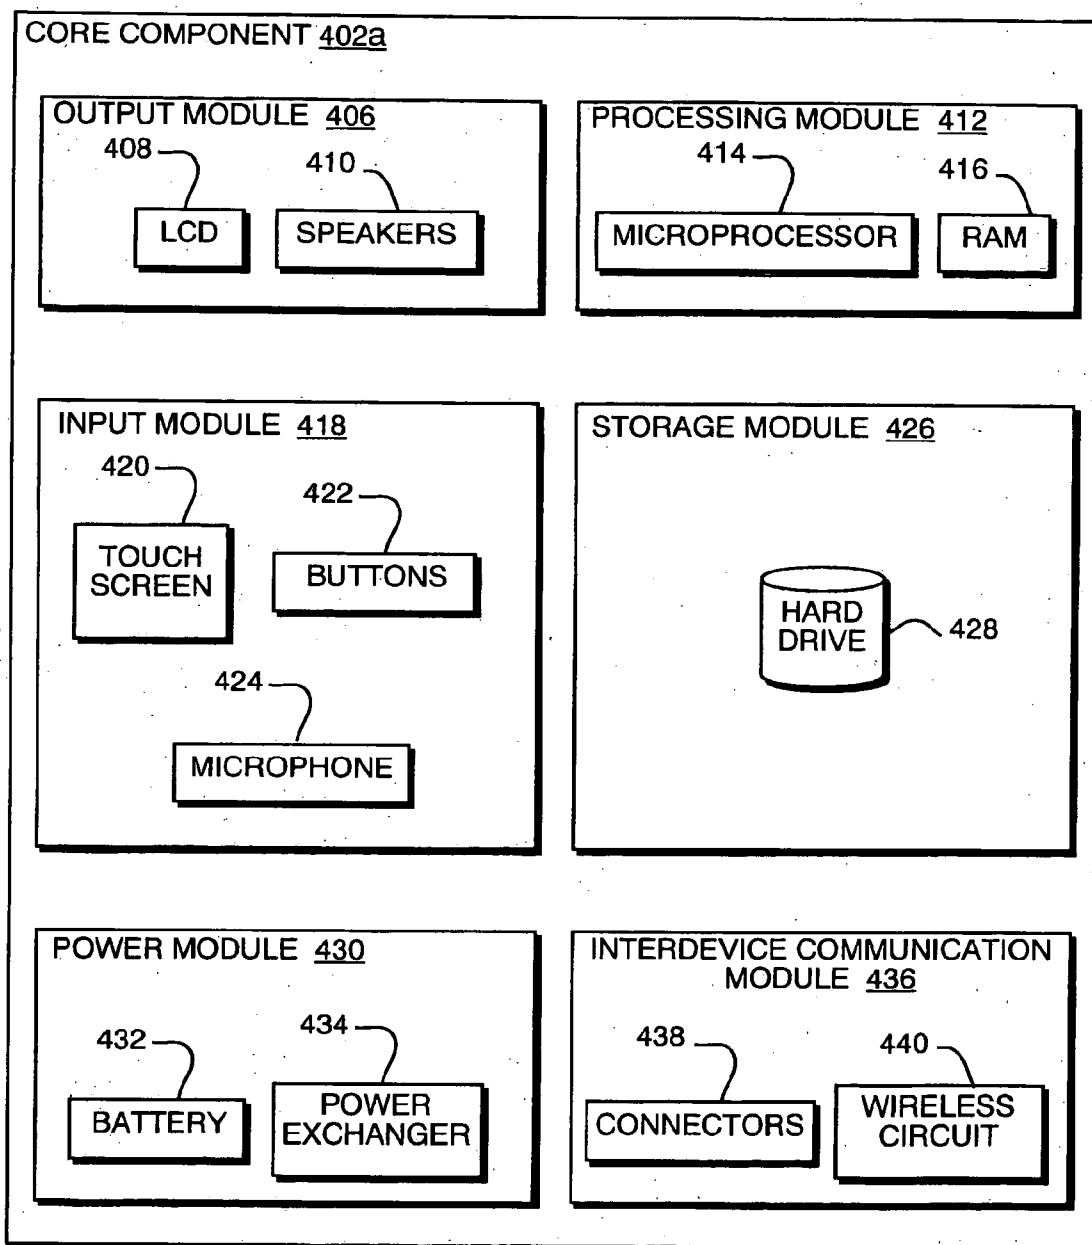 CORE COMPONENT 402a
OUTPUT MODULE 406
408
410
LCD
SPEAKERS
PROCESSING MODULE 412
414
416
MICROPROCESSOR
RAM
INPUT MODULE 418
420
422
TOUCH
SCREEN
BUTTONS
424
MICROPHONE
STORAGE MODULE 426
HARD
DRIVE
428
POWER MODULE 430
432
434
BATTERY
POWER
EXCHANGER
INTERDEVICE COMMUNICATION
MODULE 436
438
440
CONNECTORS
WIRELESS
CIRCUIT